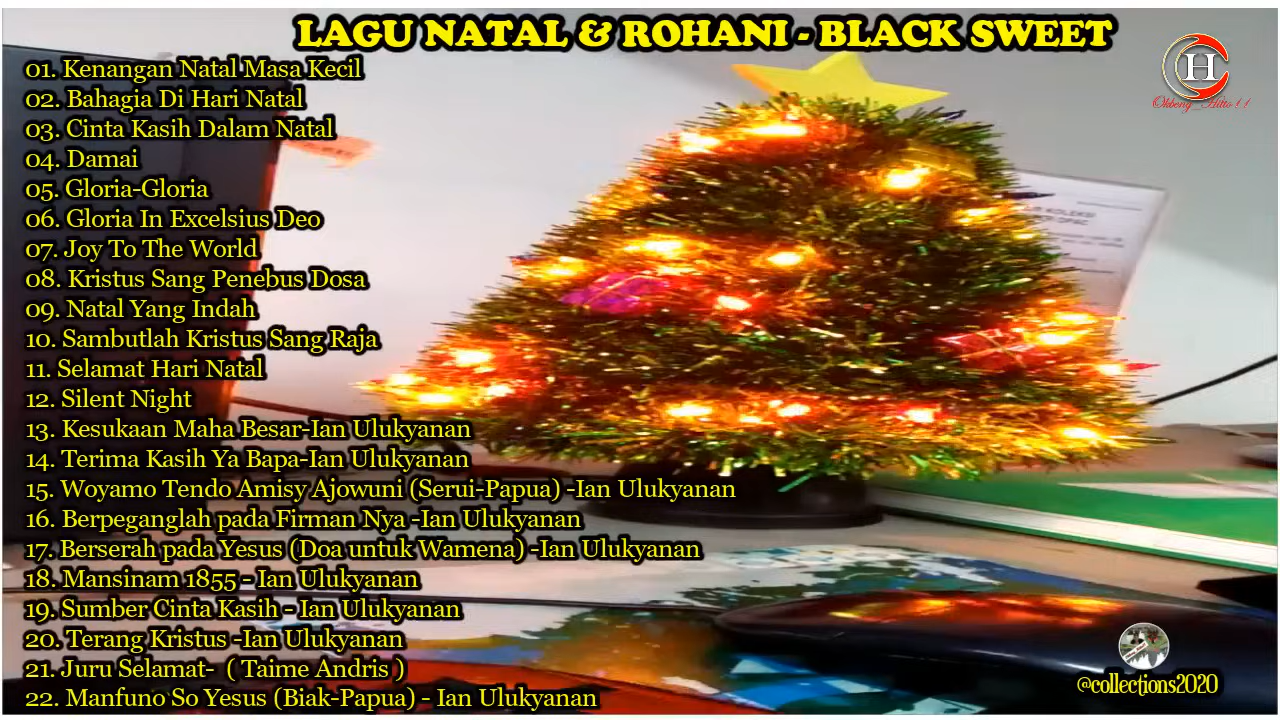 LAGU NATAL & ROHANI - BLACK SWEET
01. Kenangan Natal Masa Kecil
02. Bahagia Di Hari Natal
03. Cinta Kasih Dalam Natal
04. Damai
05. Gloria-Gloria
06. Gloria In Excelsius Deo
07. Joy To The World
08. Kristus Sang Penebus Dosa
09. Natal Yang Indah
10. Sambutlah Kristus Sang Raja
11. Selamat Hari Natal
12. Silent Night
13. Kesukaan Maha Besar-Ian Ulukyanan
14. Terima Kasih Ya Bapa-Ian Ulukyanan
15. Woyamo Tendo Amisy Ajowuni (Serui-Papua) -Ian Ulukyanan
16. Berpeganglah pada Firman Nya -Ian Ulukyanan
17. Berserah pada Yesus (Doa untuk Wamena) -Ian Ulukyanan
18. Mansinam 1855 - Ian Ulukyanan
19. Sumber Cinta Kasih - Ian Ulukyanan
20. Terang Kristus -Ian Ulukyanan
21. Juru Selamat- ( Taime Andris )
22. Manfuno So Yesus (Biak-Papua) - Ian Ulukyanan
H
KOLEKSI
OPAC
@collections2020